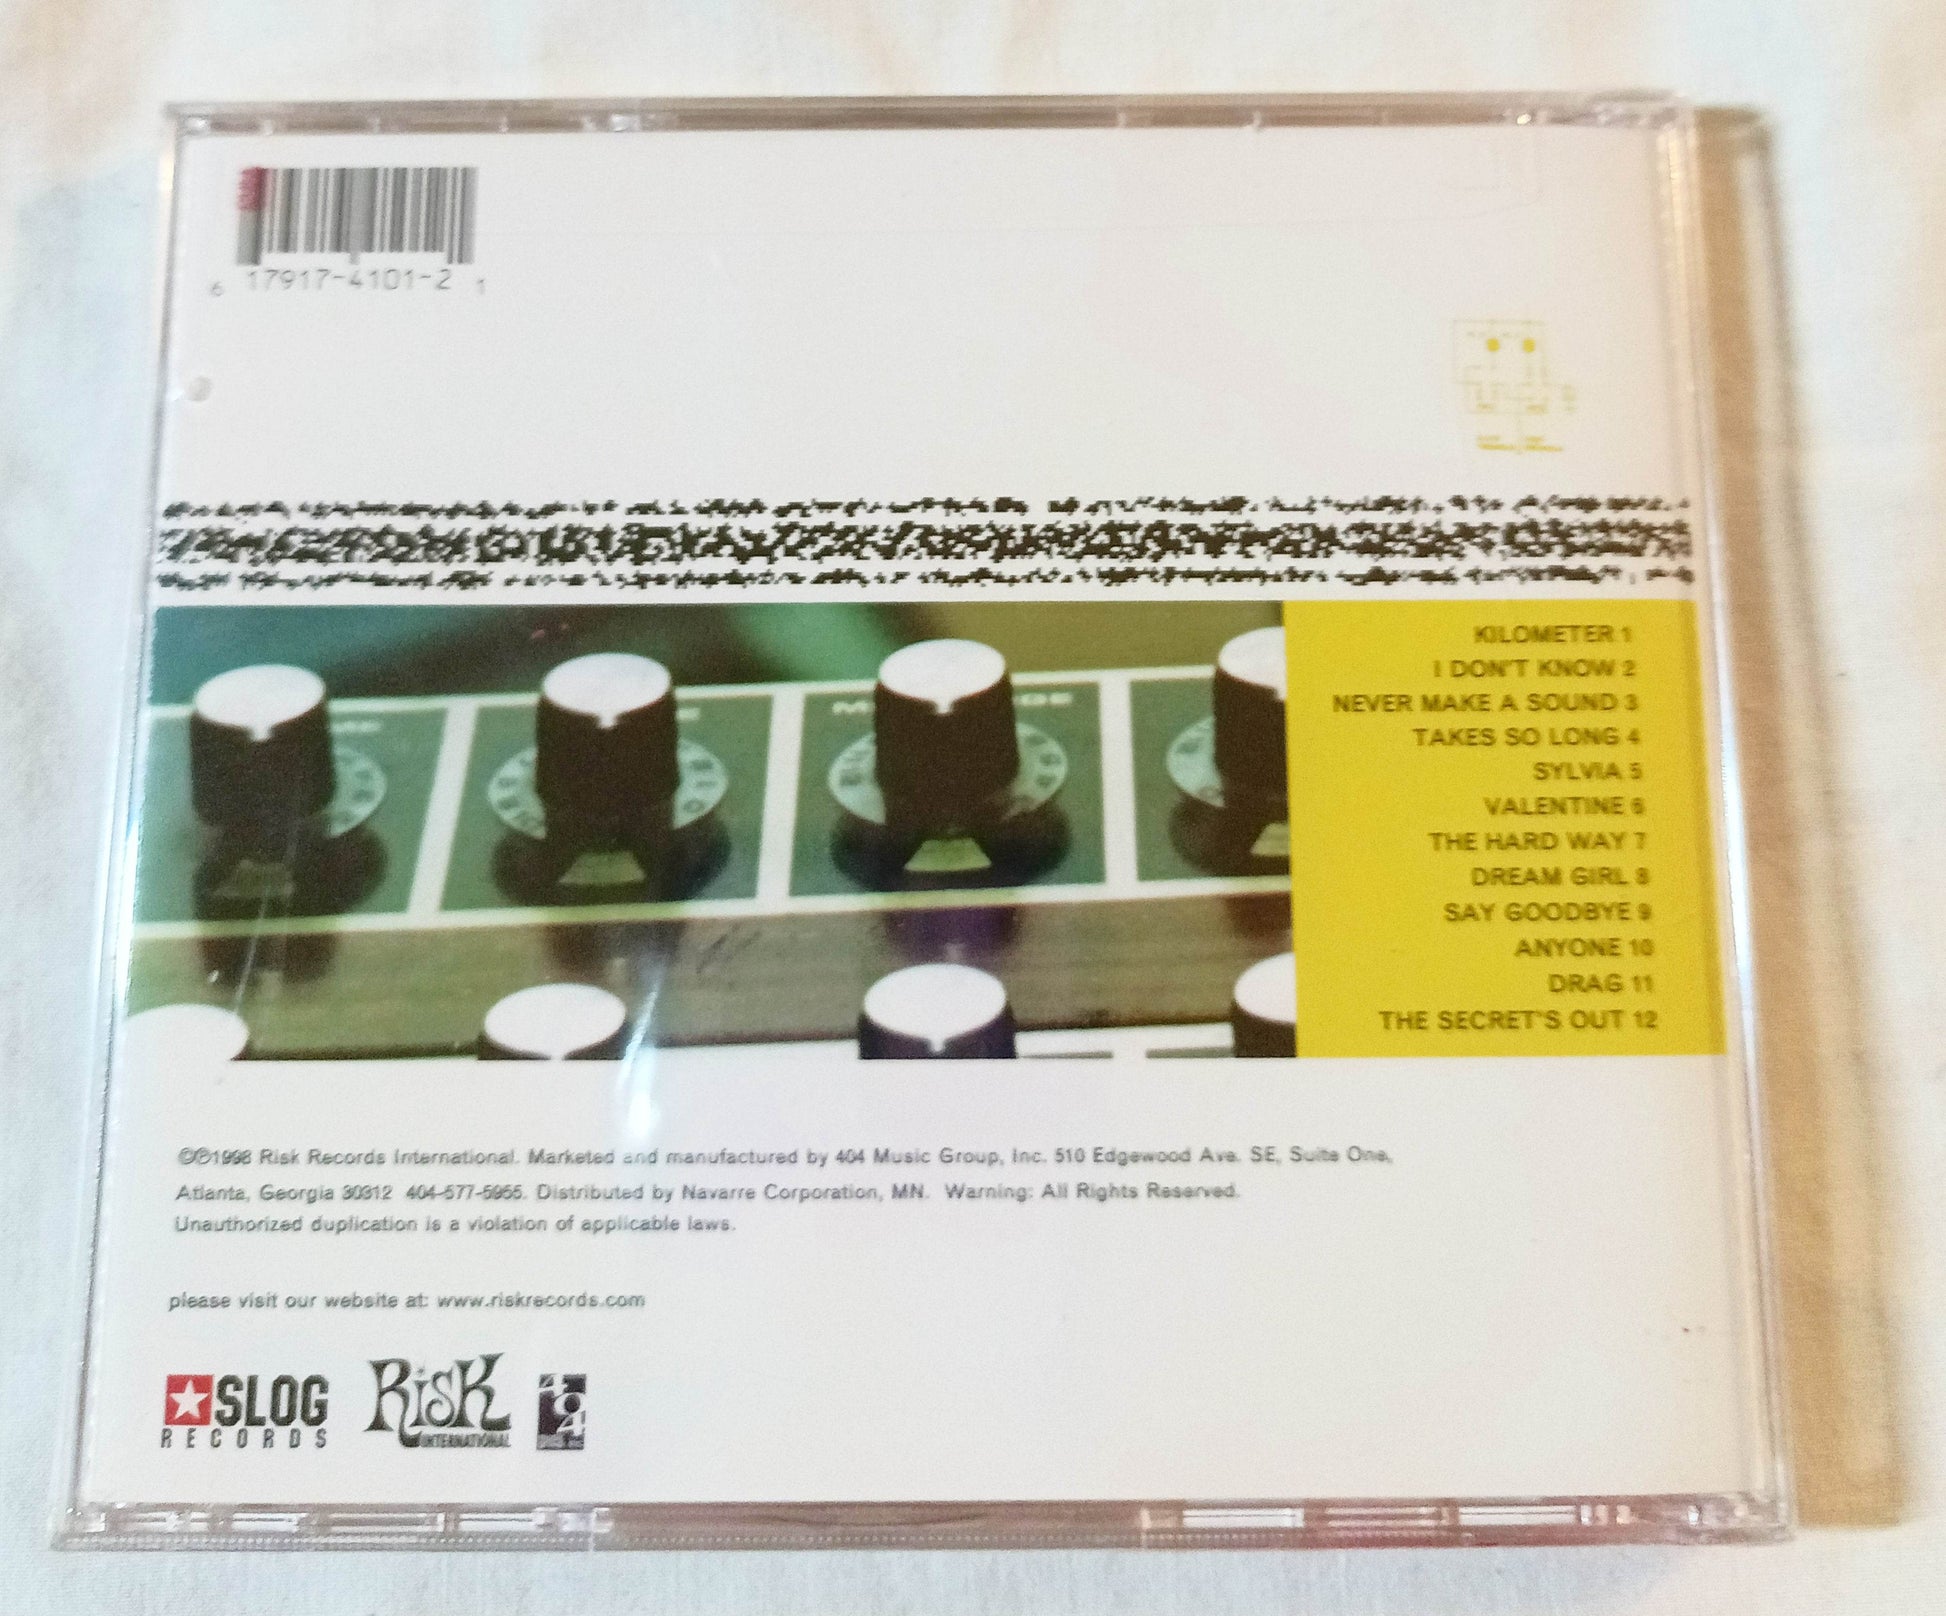 6 17917-4101-2 1
KILOMETER 1
I DON'T KNOW 2
NEVER MAKE A SOUND 3
TAKES SO LONG 4
SYLVIA 5
VALENTINE 6
THE HARD WAY 7
DREAM GIRL 8
SAY GOODBYE 9
ANYONE 10
DRAG 11
THE SECRET'S OUT 12
©℗1998 Risk Records International. Marketed and manufactured by 404 Music Group, Inc. 510 Edgewood Ave. SE, Suite One,
Atlanta, Georgia 30312 404-577-5955. Distributed by Navarre Corporation, MN. Warning: All Rights Reserved.
Unauthorized duplication is a violation of applicable laws.
please visit our website at: www.riskrecords.com
SLOG
RECORDS
RISK
INTERNATIONAL
404